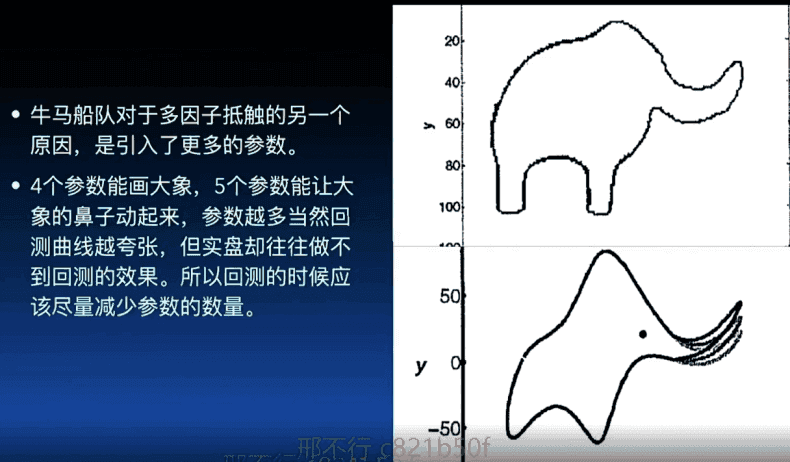 • 牛马船队对于多因子抵触的另一个
原因，是引入了更多的参数。
• 4个参数能画大象，5个参数能让大
象的鼻子动起来，参数越多当然回
测曲线越夸张，但实盘却往往做不
到回测的效果。所以回测的时候应
该尽量减少参数的数量。
20
40
y
60
80
100
50
y
0
-50
邢不行 c821b50f